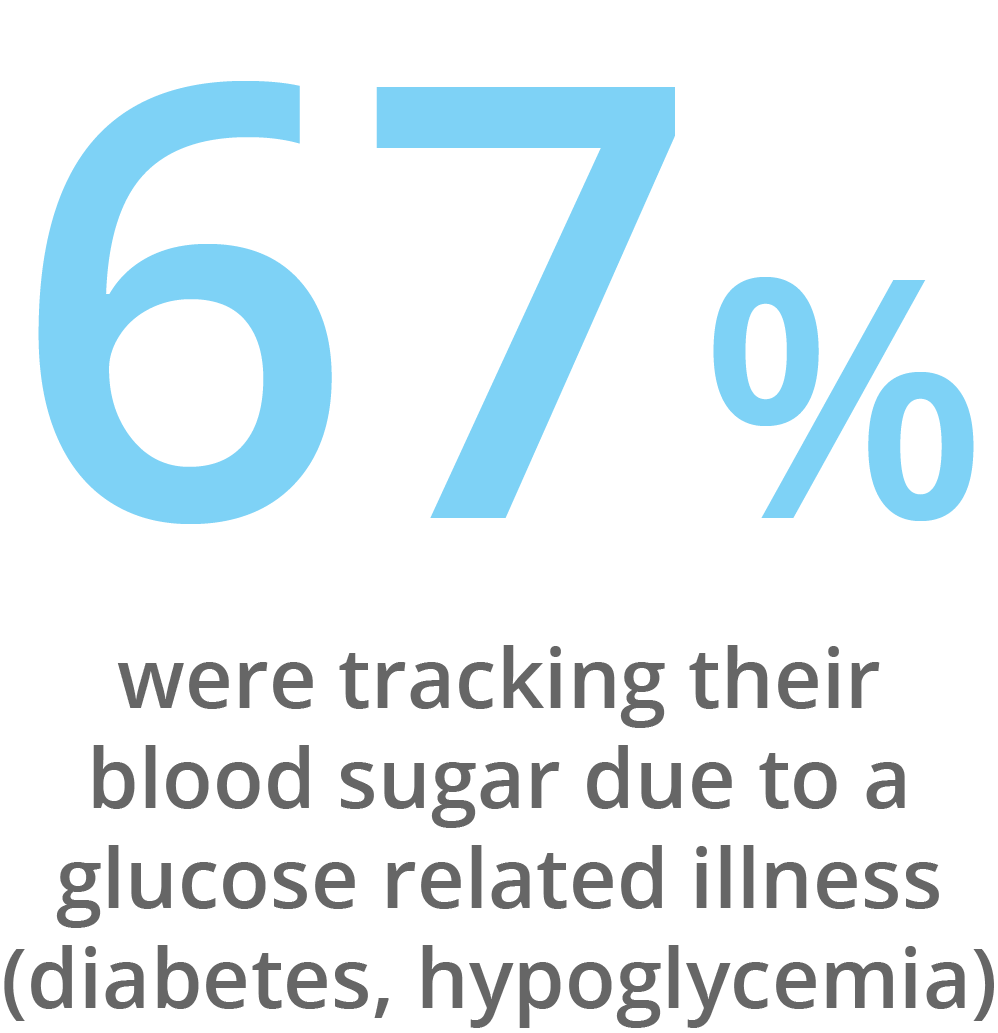 67%
were tracking their
blood sugar due to a
glucose related illness
(diabetes, hypoglycemia)